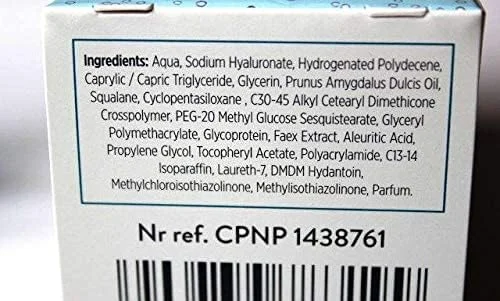 Ingredients: Aqua, Sodium Hyaluronate, Hydrogenated Polydecene,
Caprylic / Capric Triglyceride, Glycerin, Prunus Amygdalus Dulcis Oil,
Squalane, Cyclopentasiloxane , C30-45 Alkyl Cetearyl Dimethicone
Crosspolymer, PEG-20 Methyl Glucose Sesquistearate, Glyceryl
Polymethacrylate, Glycoprotein, Faex Extract, Aleuritic Acid,
Propylene Glycol, Tocopheryl Acetate, Polyacrylamide, C13-14
Isoparaffin, Laureth-7, DMDM Hydantoin,
Methylchloroisothiazolinone, Methylisothiazolinone, Parfum.
Nr ref. CPNP 1438761